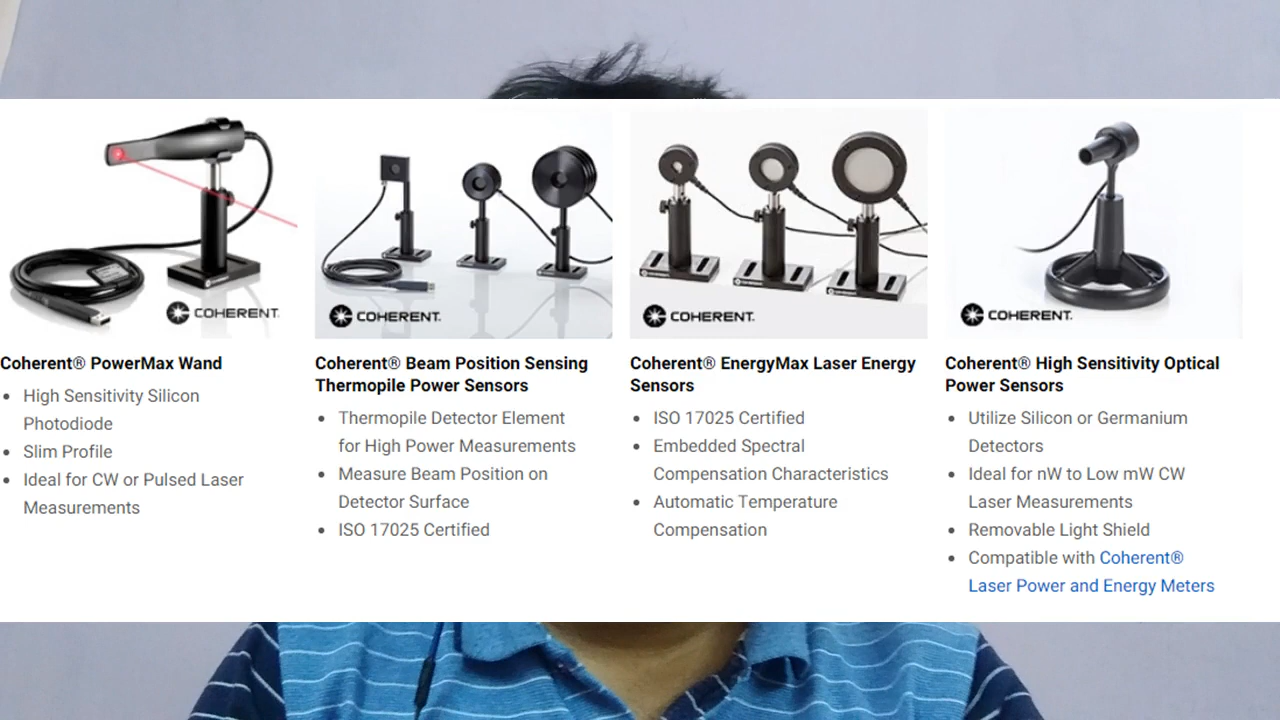 COHERENT.
COHERENT.
COHERENT.
COHERENT.
Coherent® PowerMax Wand
• High Sensitivity Silicon
Photodiode
• Slim Profile
• Ideal for CW or Pulsed Laser
Measurements
Coherent® Beam Position Sensing
Thermopile Power Sensors
• Thermopile Detector Element
for High Power Measurements
• Measure Beam Position on
Detector Surface
• ISO 17025 Certified
Coherent® EnergyMax Laser Energy
Sensors
• ISO 17025 Certified
• Embedded Spectral
Compensation Characteristics
• Automatic Temperature
Compensation
Coherent® High Sensitivity Optical
Power Sensors
• Utilize Silicon or Germanium
Detectors
• Ideal for nW to Low mW CW
Laser Measurements
• Removable Light Shield
• Compatible with Coherent®
Laser Power and Energy Meters